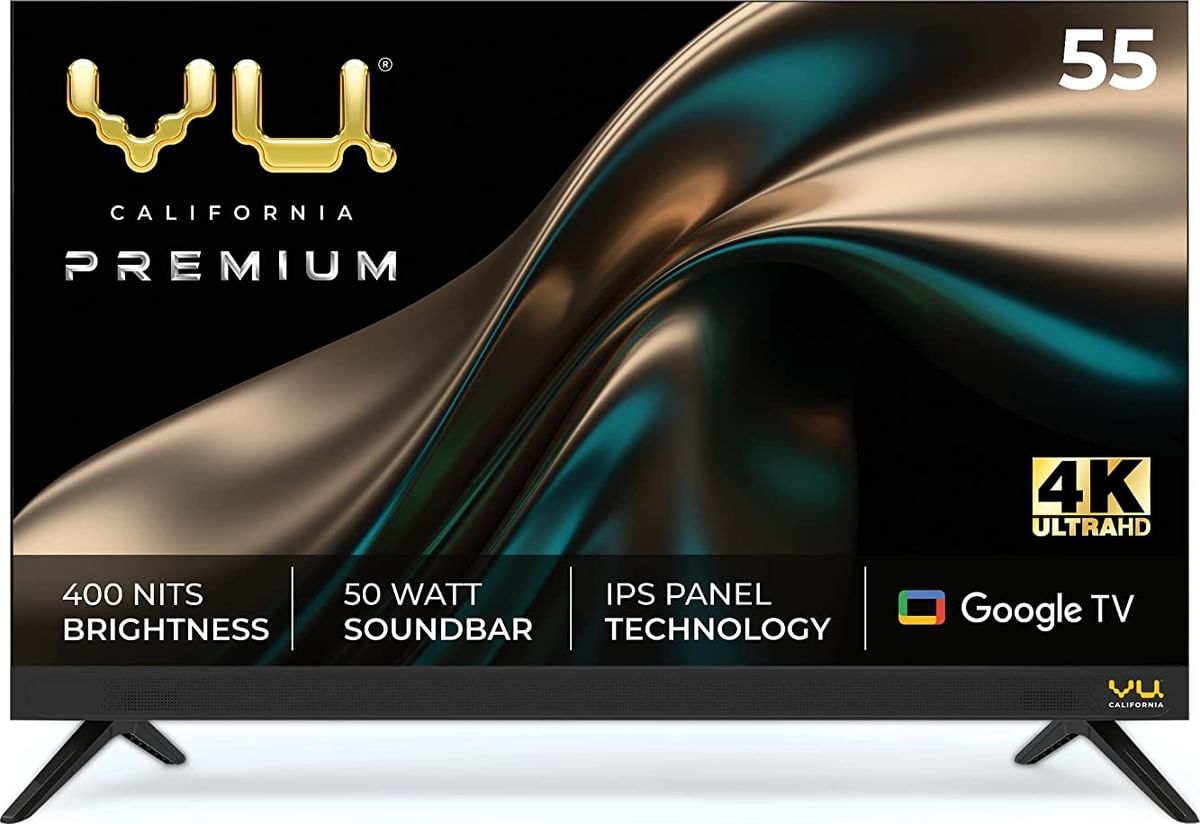 VU®
CALIFORNIA
PREMIUM
55
4K
ULTRAHD
400 NITS
BRIGHTNESS
50 WATT
SOUNDBAR
IPS PANEL
TECHNOLOGY
Google TV
VU
CALIFORNIA